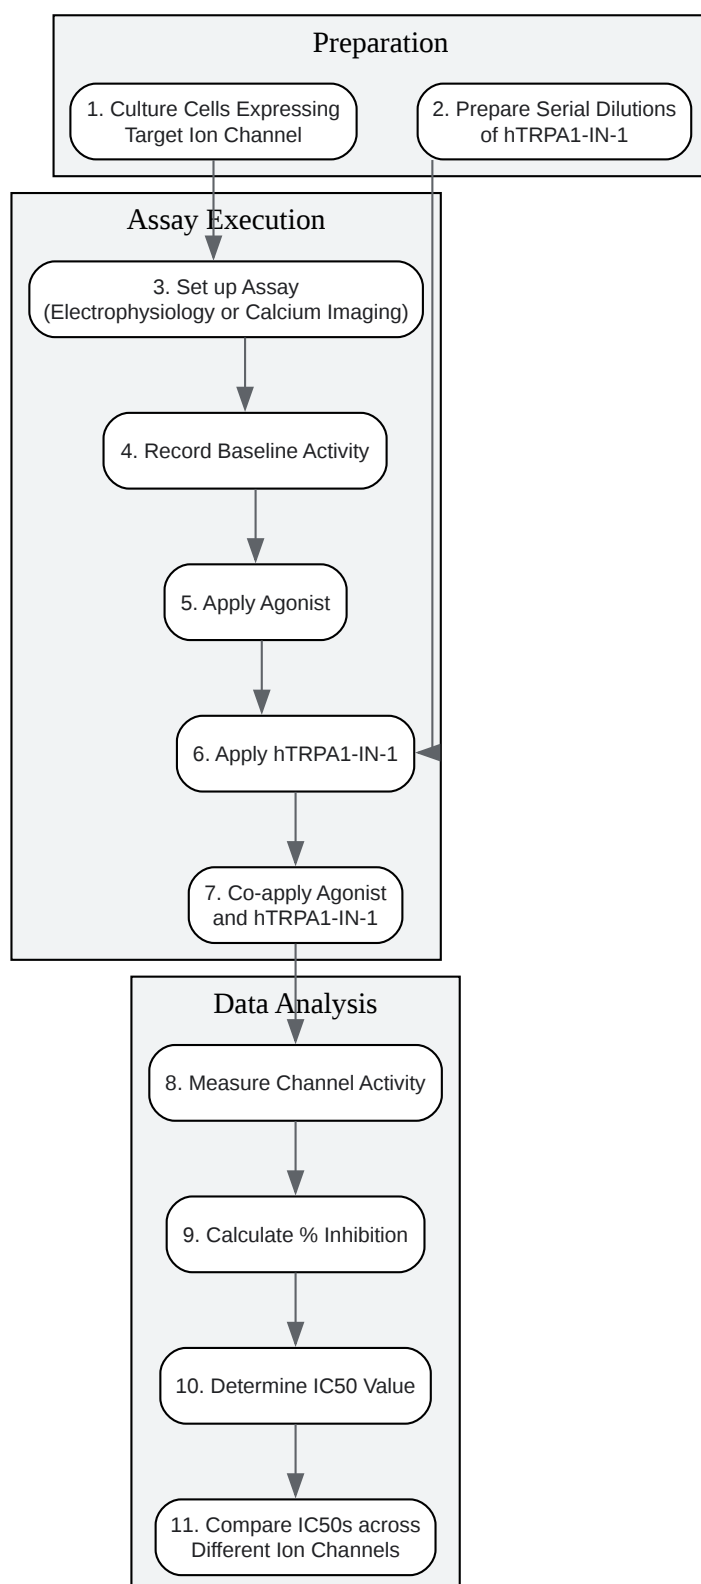 Preparation
1. Culture Cells Expressing
Target Ion Channel
2. Prepare Serial Dilutions
of hTRPA1-IN-1
Assay Execution
3. Set up Assay
(Electrophysiology or Calcium Imaging)
4. Record Baseline Activity
5. Apply Agonist
6. Apply hTRPA1-IN-1
7. Co-apply Agonist
and hTRPA1-IN-1
Data Analysis
8. Measure Channel Activity
9. Calculate % Inhibition
10. Determine IC50 Value
11. Compare IC50s across
Different Ion Channels